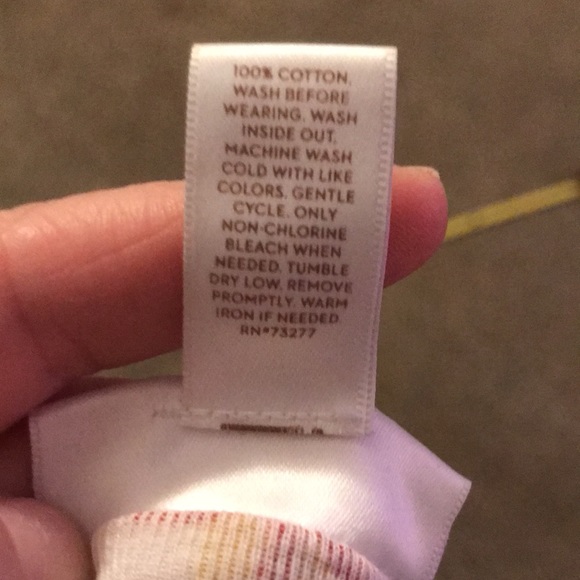 100% COTTON,
WASH BEFORE
WEARING. WASH
INSIDE OUT.
MACHINE WASH
COLD WITH LIKE
COLORS. GENTLE
CYCLE. ONLY
NON-CHLORINE
BLEACH WHEN
NEEDED. TUMBLE
DRY LOW. REMOVE
PROMPTLY. WARM
IRON IF NEEDED.
RN#73277